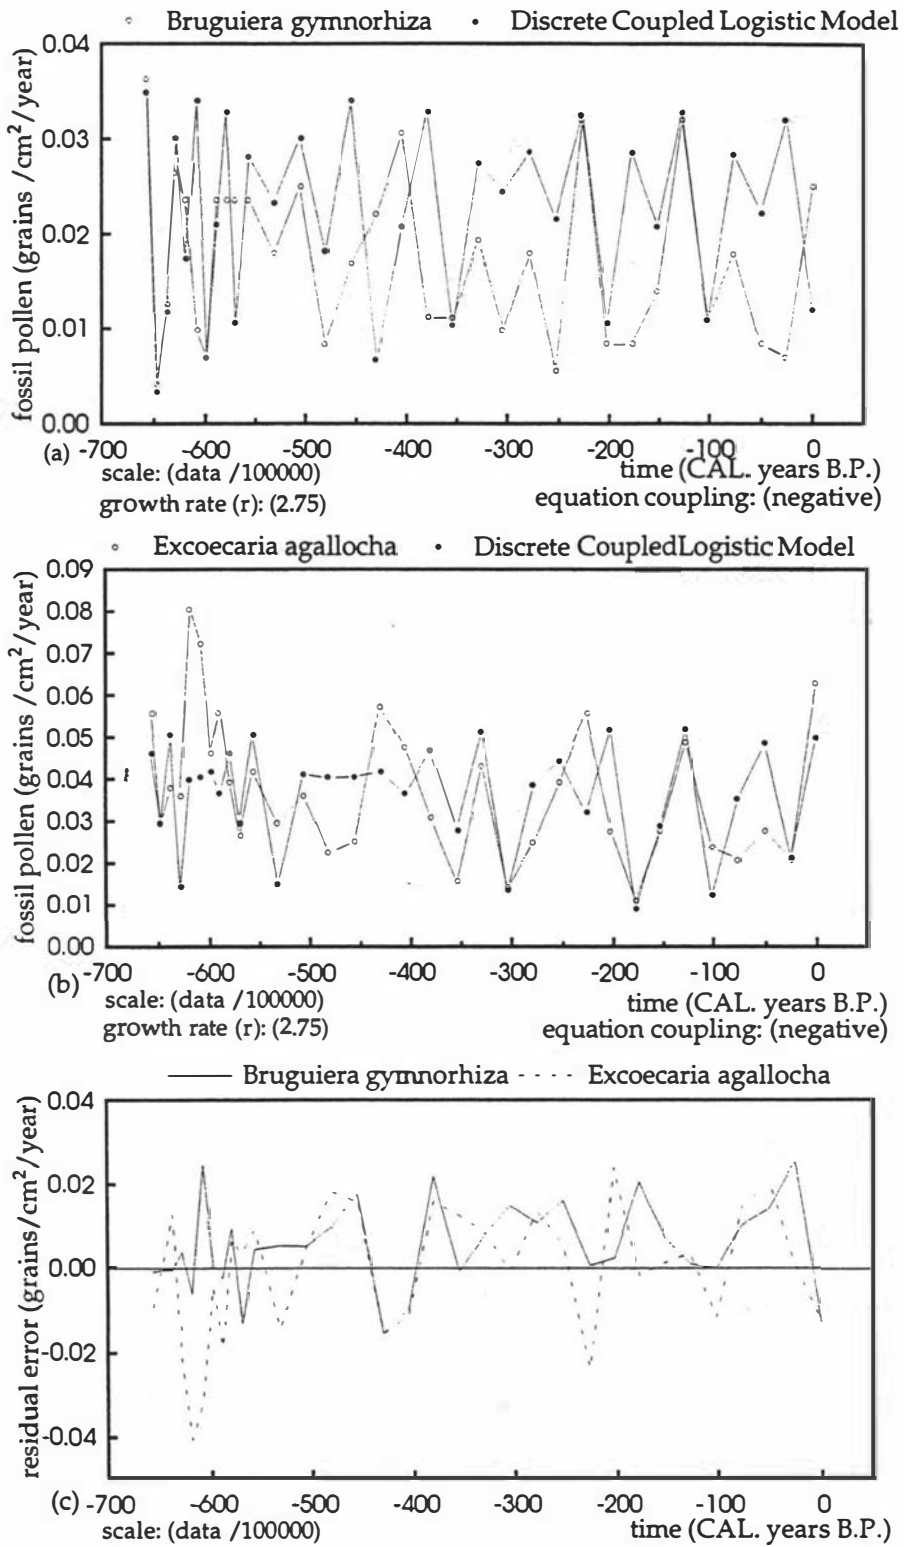 Bruguiera gymnorhiza • Discrete Coupled Logistic Model
fossil pollen (grains /cm²/year)
0.04
0.03
0.02
0.01
0.00
(a) -700 -600 -500 -400 -300 -200 -100 0
scale: (data /100000) time (CAL. years B.P.)
growth rate (r): (2.75) equation coupling: (negative)
Excoecaria agallocha • Discrete Coupled Logistic Model
fossil pollen (grains /cm²/year)
0.09
0.08
0.07
0.06
0.05
0.04
0.03
0.02
0.01
0.00
(b) -700 -600 -500 -400 -300 -200 -100 0
scale: (data /100000) time (CAL. years B.P.)
growth rate (r): (2.75) equation coupling: (negative)
Bruguiera gymnorhiza Excoecaria agallocha
residual error (grains/cm²/year)
0.04
0.02
0.00
-0.02
-0.04
(c) -700 -600 -500 -400 -300 -200 -100 0
scale: (data /100000) time (CAL. years B.P.)